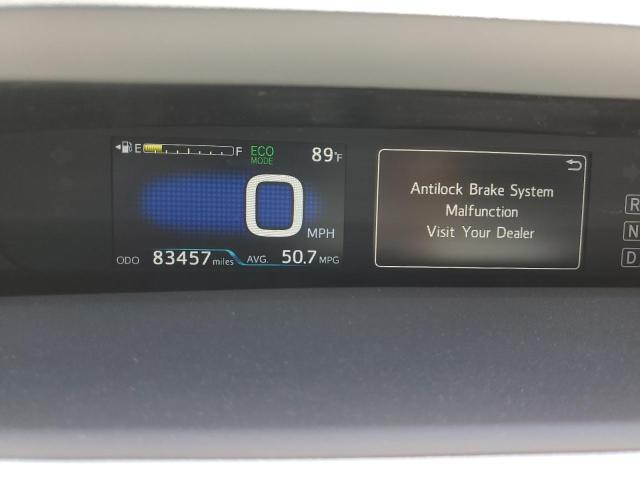 E F ECO 89°F
MODE
0
MPH
ODO 83457 miles AVG. 50.7 MPG
Antilock Brake System
Malfunction
Visit Your Dealer
R
N
D